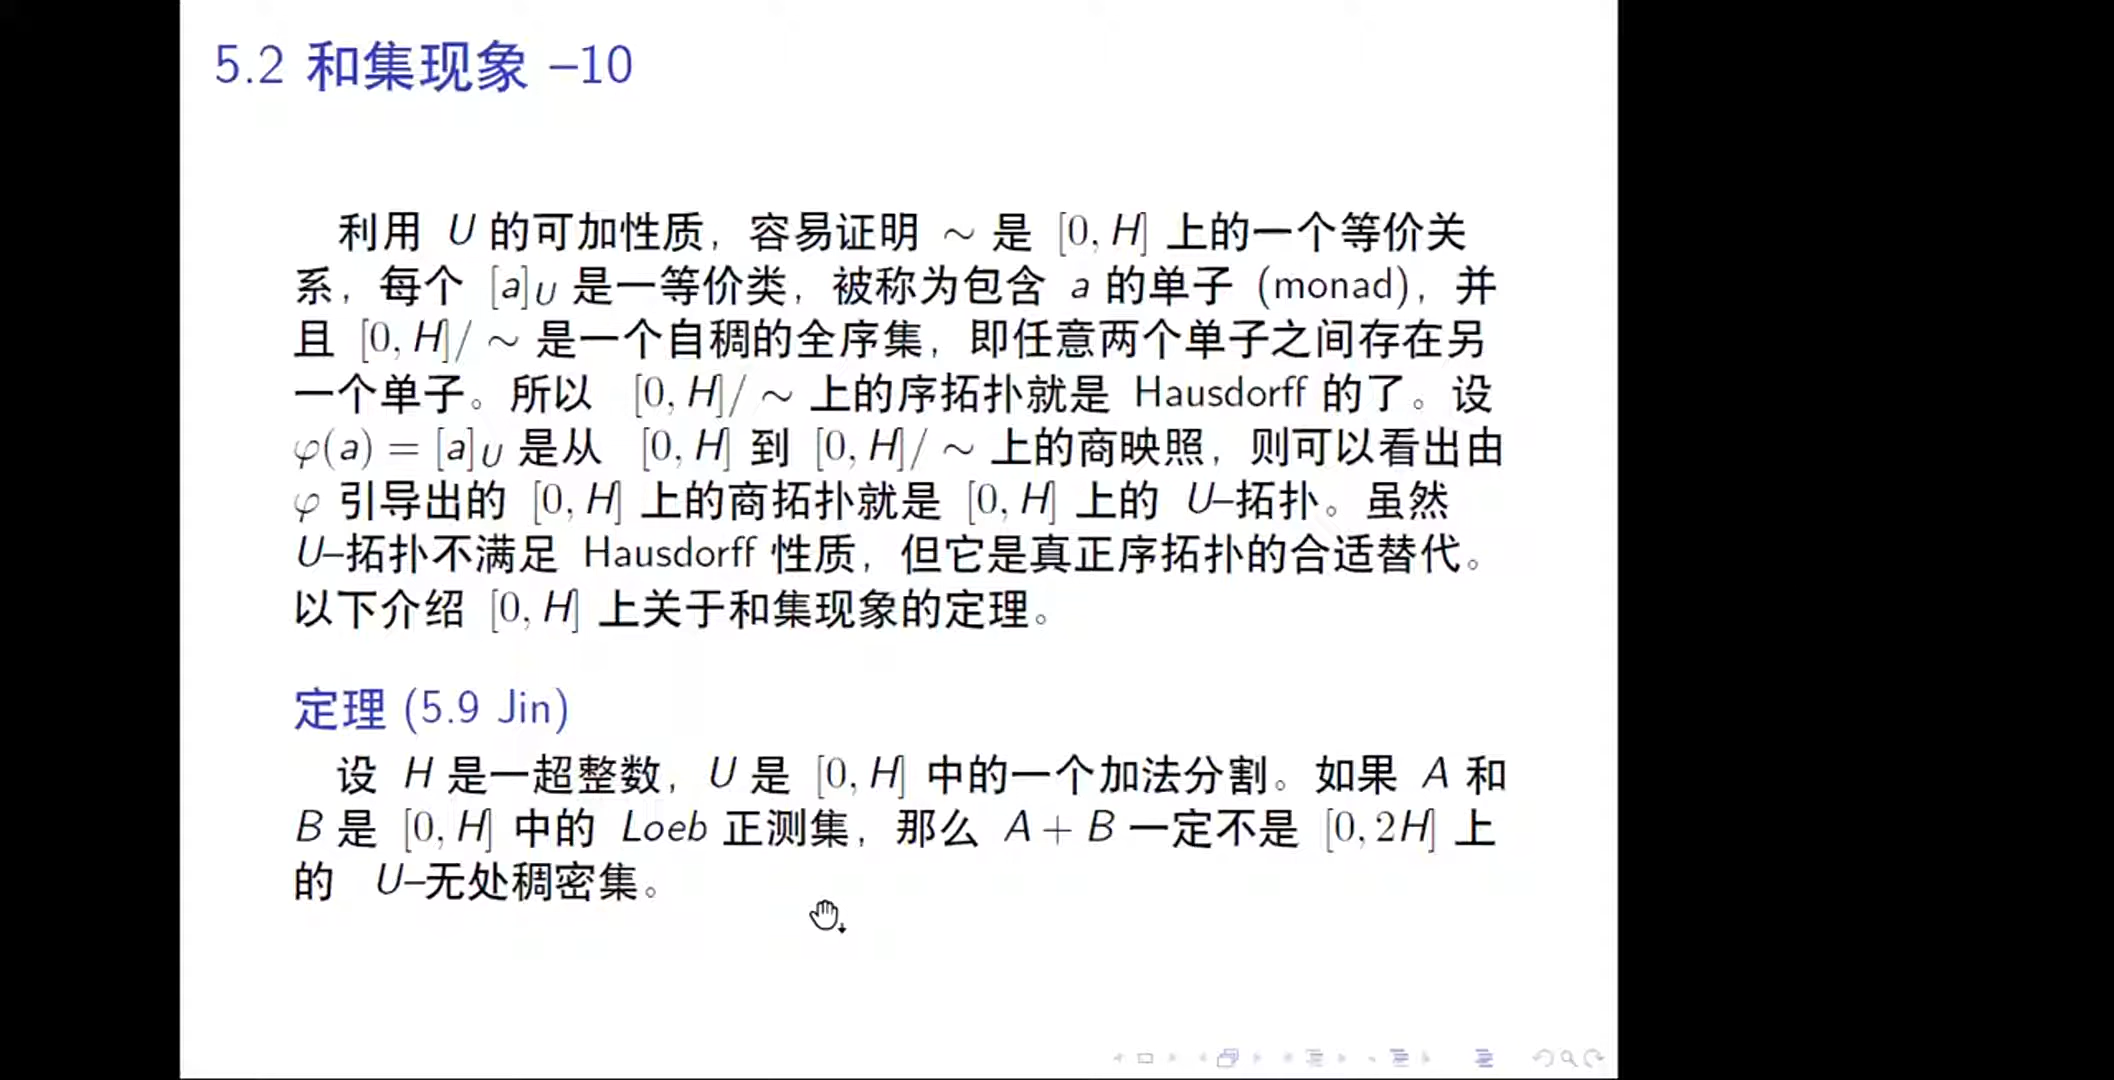 5.2 和集现象 –10
利用 U 的可加性质，容易证明 ∼ 是 [0, H] 上的一个等价关
系，每个 [a]U 是一等价类，被称为包含 a 的单子 (monad)，并
且 [0, H]/ ∼ 是一个自稠的全序集，即任意两个单子之间存在另
一个单子。所以 [0, H]/ ∼ 上的序拓扑就是 Hausdorff 的了。设
φ(a) = [a]U 是从 [0, H] 到 [0, H]/ ∼ 上的商映照，则可以看出由
φ 引导出的 [0, H] 上的商拓扑就是 [0, H] 上的 U–拓扑。虽然
U–拓扑不满足 Hausdorff 性质，但它是真正序拓扑的合适替代。
以下介绍 [0, H] 上关于和集现象的定理。
定理 (5.9 Jin)
设 H 是一超整数，U 是 [0, H] 中的一个加法分割。如果 A 和
B 是 [0, H] 中的 Loeb 正测集，那么 A + B 一定不是 [0, 2H] 上
的 U–无处稠密集。